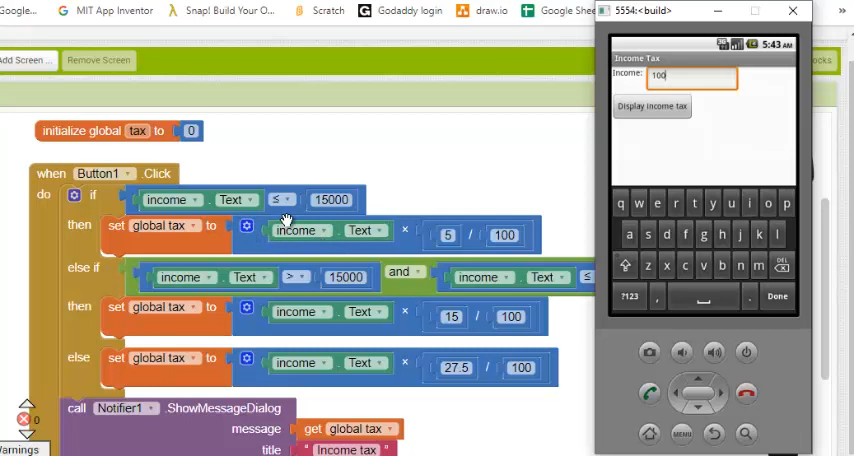 Google...
MIT App Inventor
Snap! Build Your O...
Scratch
Godaddy login
draw.io
Google Shee
»
5554:<build>
dd Screen ...
Remove Screen
ocks
initialize global tax to 0
when Button1 .Click
do if income . Text ≤ 15000
then set global tax to income . Text × 5 / 100
else if income . Text > 15000 and income . Text ≤
then set global tax to income . Text × 15 / 100
else set global tax to income . Text × 27.5 / 100
call Notifier1 .ShowMessageDialog
message get global tax
title " Income tax
0
Warnings
5:43 AM
Income Tax
Income: 100
Display income tax
q w e r t y u i o p
a s d f g h j k l
z x c v b n m DEL
?123 , . Done
MENU